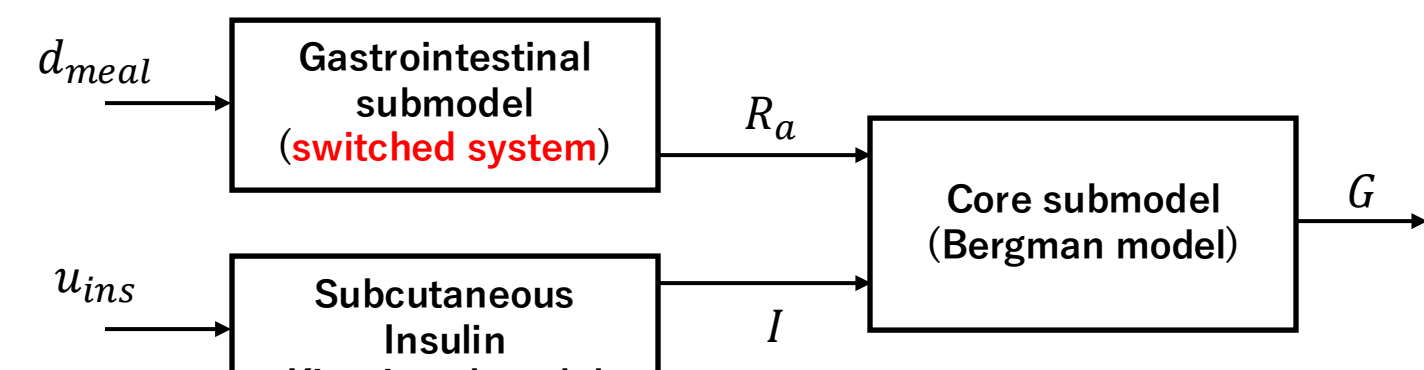 d_meal
Gastrointestinal
submodel
(switched system)
R_a
Core submodel
(Bergman model)
G
u_ins
Subcutaneous
Insulin
I